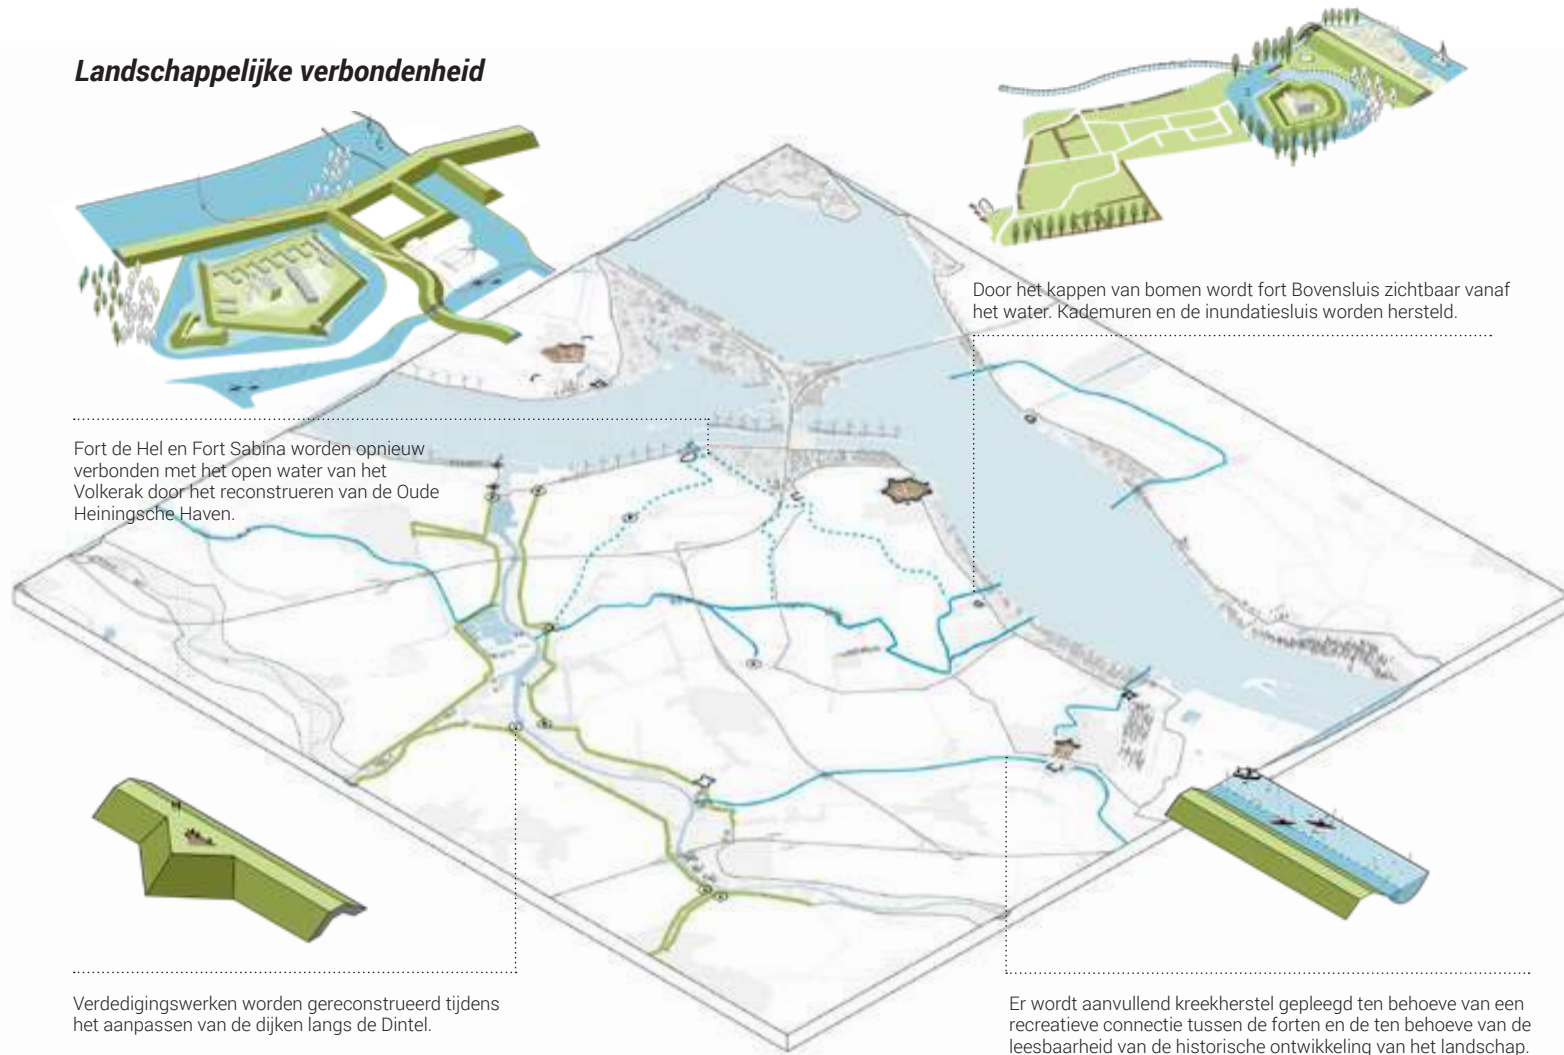 Landschappelijke verbondenheid
Door het kappen van bomen wordt fort Bovensluis zichtbaar vanaf
het water. Kademuren en de inundatiesluis worden hersteld.
Fort de Hel en Fort Sabina worden opnieuw
verbonden met het open water van het
Volkerak door het reconstrueren van de Oude
Heiningsche Haven.
Verdedigingswerken worden gereconstrueerd tijdens
het aanpassen van de dijken langs de Dintel.
Er wordt aanvullend kreekherstel gepleegd ten behoeve van een
recreatieve connectie tussen de forten en de ten behoeve van de
leesbaarheid van de historische ontwikkeling van het landschap.